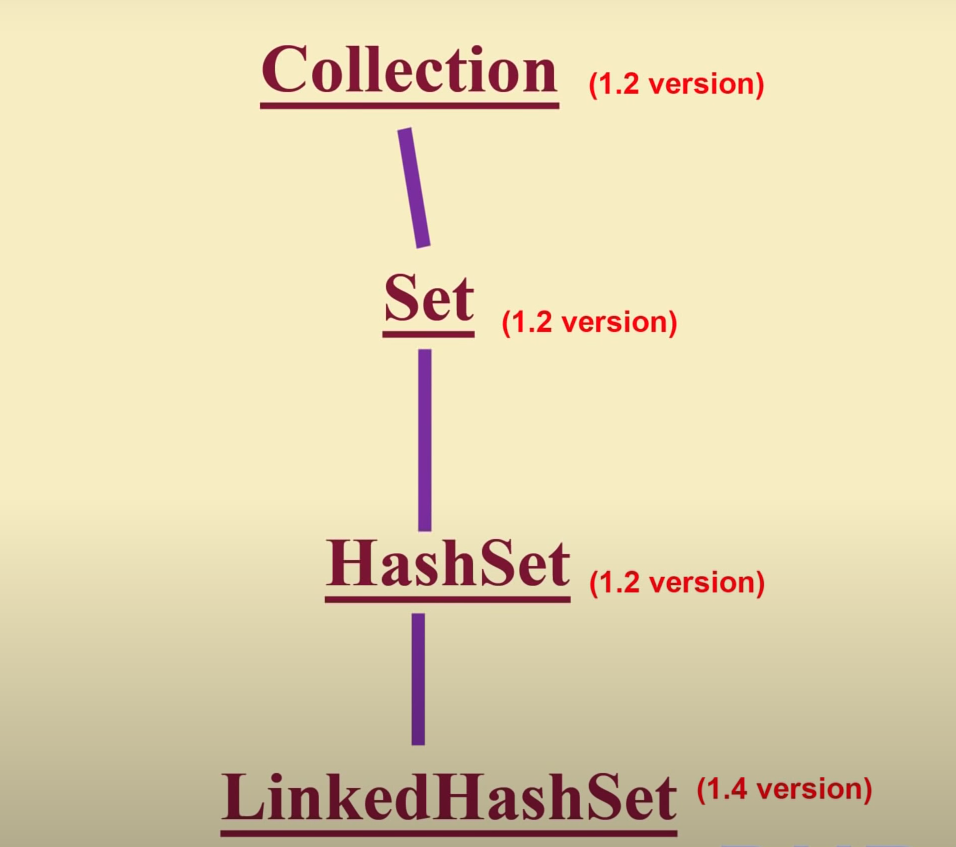 Collection (1.2 version)
Set (1.2 version)
HashSet (1.2 version)
LinkedHashSet (1.4 version)